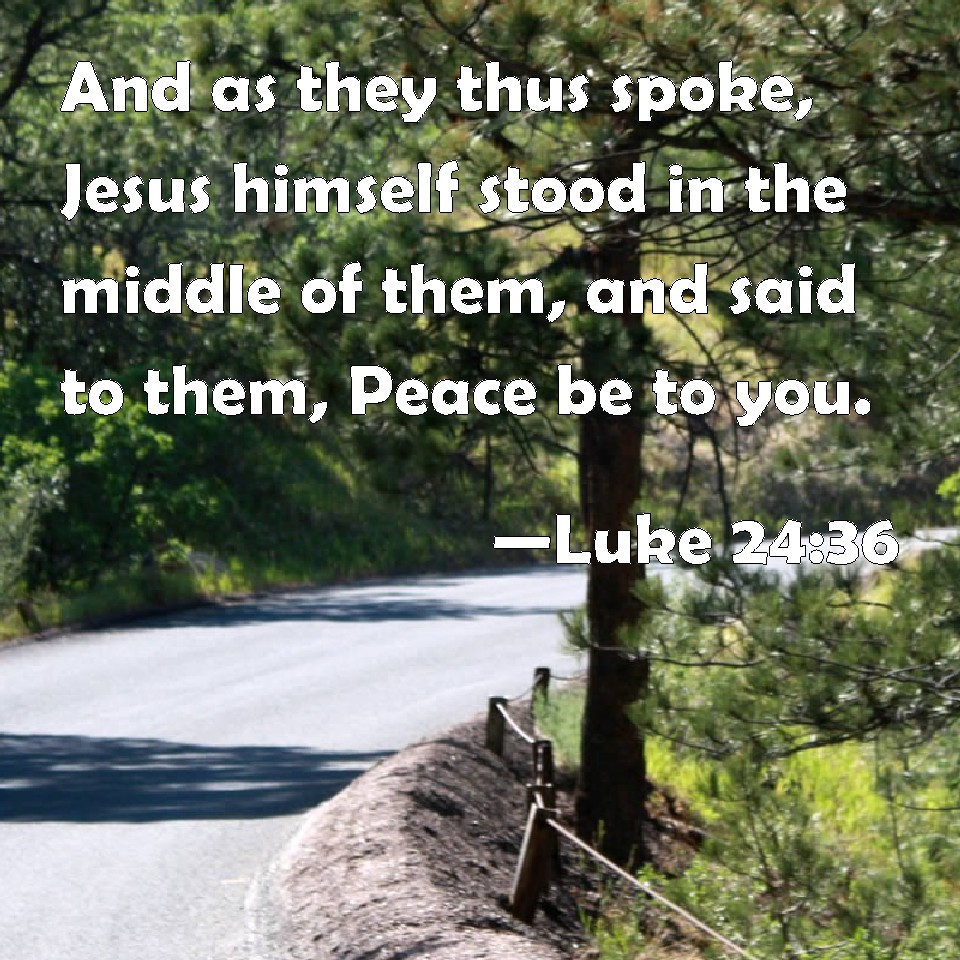 And as they thus spoke,
Jesus himself stood in the
middle of them, and said
to them, Peace be to you.
—Luke 24:36